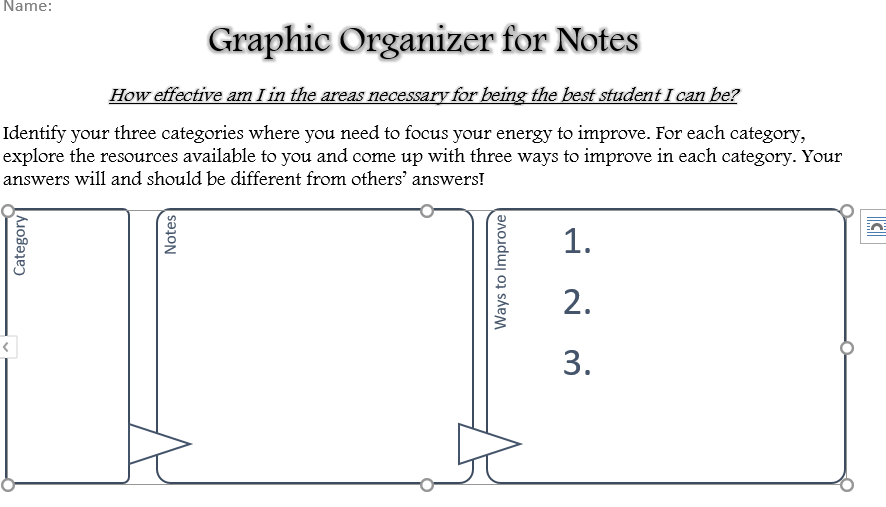 Name:
Graphic Organizer for Notes
How effective am I in the areas necessary for being the best student I can be?
Identify your three categories where you need to focus your energy to improve. For each category,
explore the resources available to you and come up with three ways to improve in each category. Your
answers will and should be different from others’ answers!
Category
Notes
Ways to Improve
1.
2.
3.